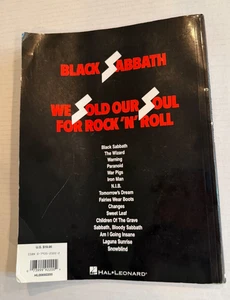 BLACK SABBATH
WE SOLD OUR SOUL
FOR ROCK 'N' ROLL
Black Sabbath
The Wizard
Warning
Paranoid
War Pigs
Iron Man
N.I.B.
Tomorrow's Dream
Fairies Wear Boots
Changes
Sweet Leaf
Children Of The Grave
Sabbath, Bloody Sabbath
Am I Going Insane
Laguna Sunrise
Snowblind
HAL•LEONARD